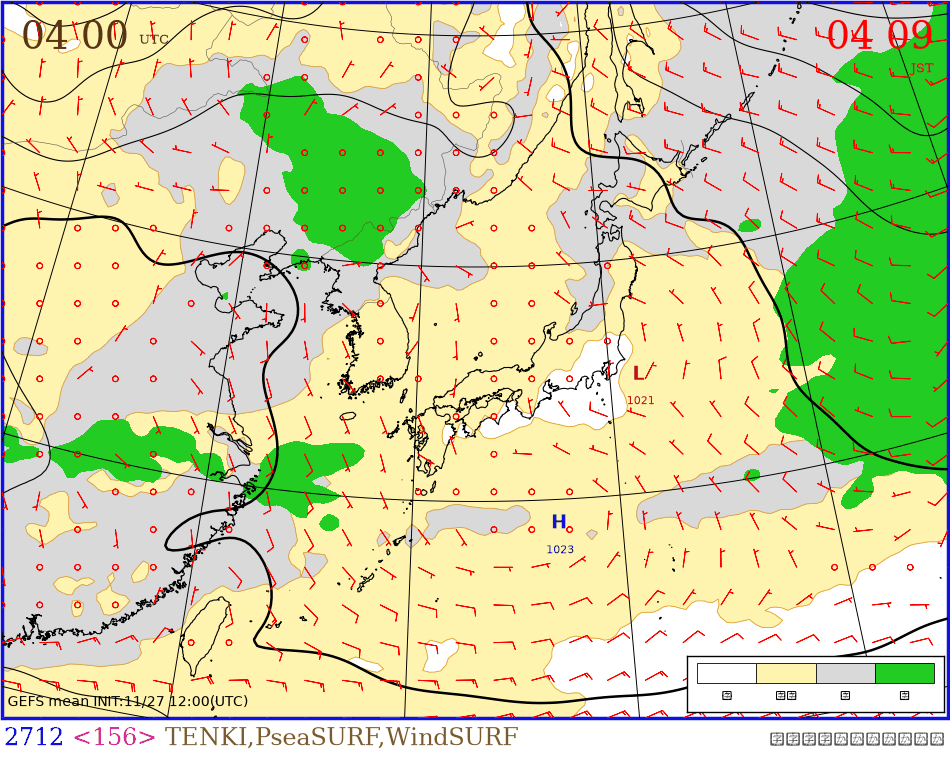 04 00 UTC
04 09
JST
L
1021
H
1023
GEFS mean INIT:11/27 12:00(UTC)
2712 <156> TENKI,PseaSURF,WindSURF